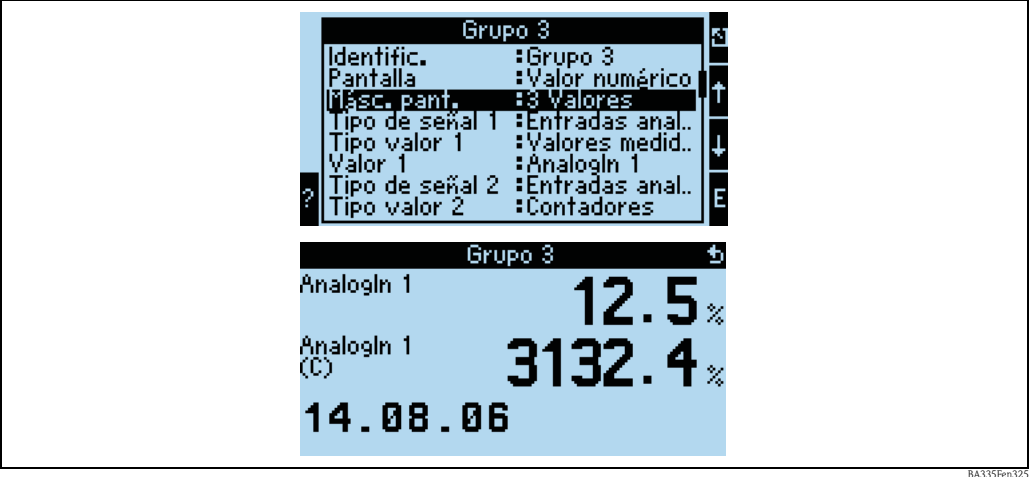 Grupo 3
Identific. :Grupo 3
Pantalla :Valor numérico
Másc. pant. :3 Valores
Tipo de señal 1 :Entradas anal..
Tipo valor 1 :Valores medid..
Valor 1 :AnalogIn 1
Tipo de señal 2 :Entradas anal..
Tipo valor 2 :Contadores
? E
Grupo 3
AnalogIn 1 12.5 %
AnalogIn 1 (C) 3132.4 %
14.08.06
BA335Fen325